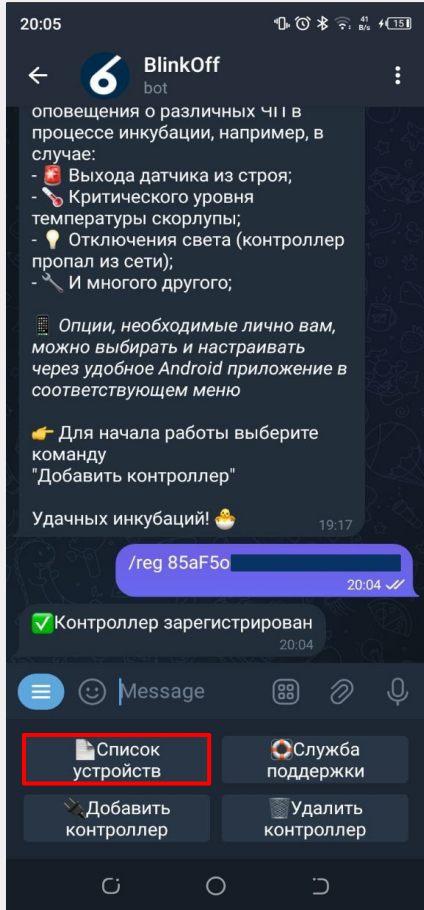 20:05
41 B/s
15
BlinkOff
bot
оповещения о различных ЧП в
процессе инкубации, например, в
случае:
- 🚨 Выхода датчика из строя;
- 🌡️ Критического уровня
температуры скорлупы;
- 💡 Отключения света (контроллер
пропал из сети);
- 🔧 И многого другого;
📱 Опции, необходимые лично вам,
можно выбирать и настраивать
через удобное Android приложение в
соответствующем меню
👉 Для начала работы выберите
команду
"Добавить контроллер"
Удачных инкубаций! 🐣
19:17
/reg 85aF5o
20:04
✅Контроллер зарегистрирован
20:04
Message
📄Список
устройств
🛟Служба
поддержки
🔌Добавить
контроллер
🗑️Удалить
контроллер